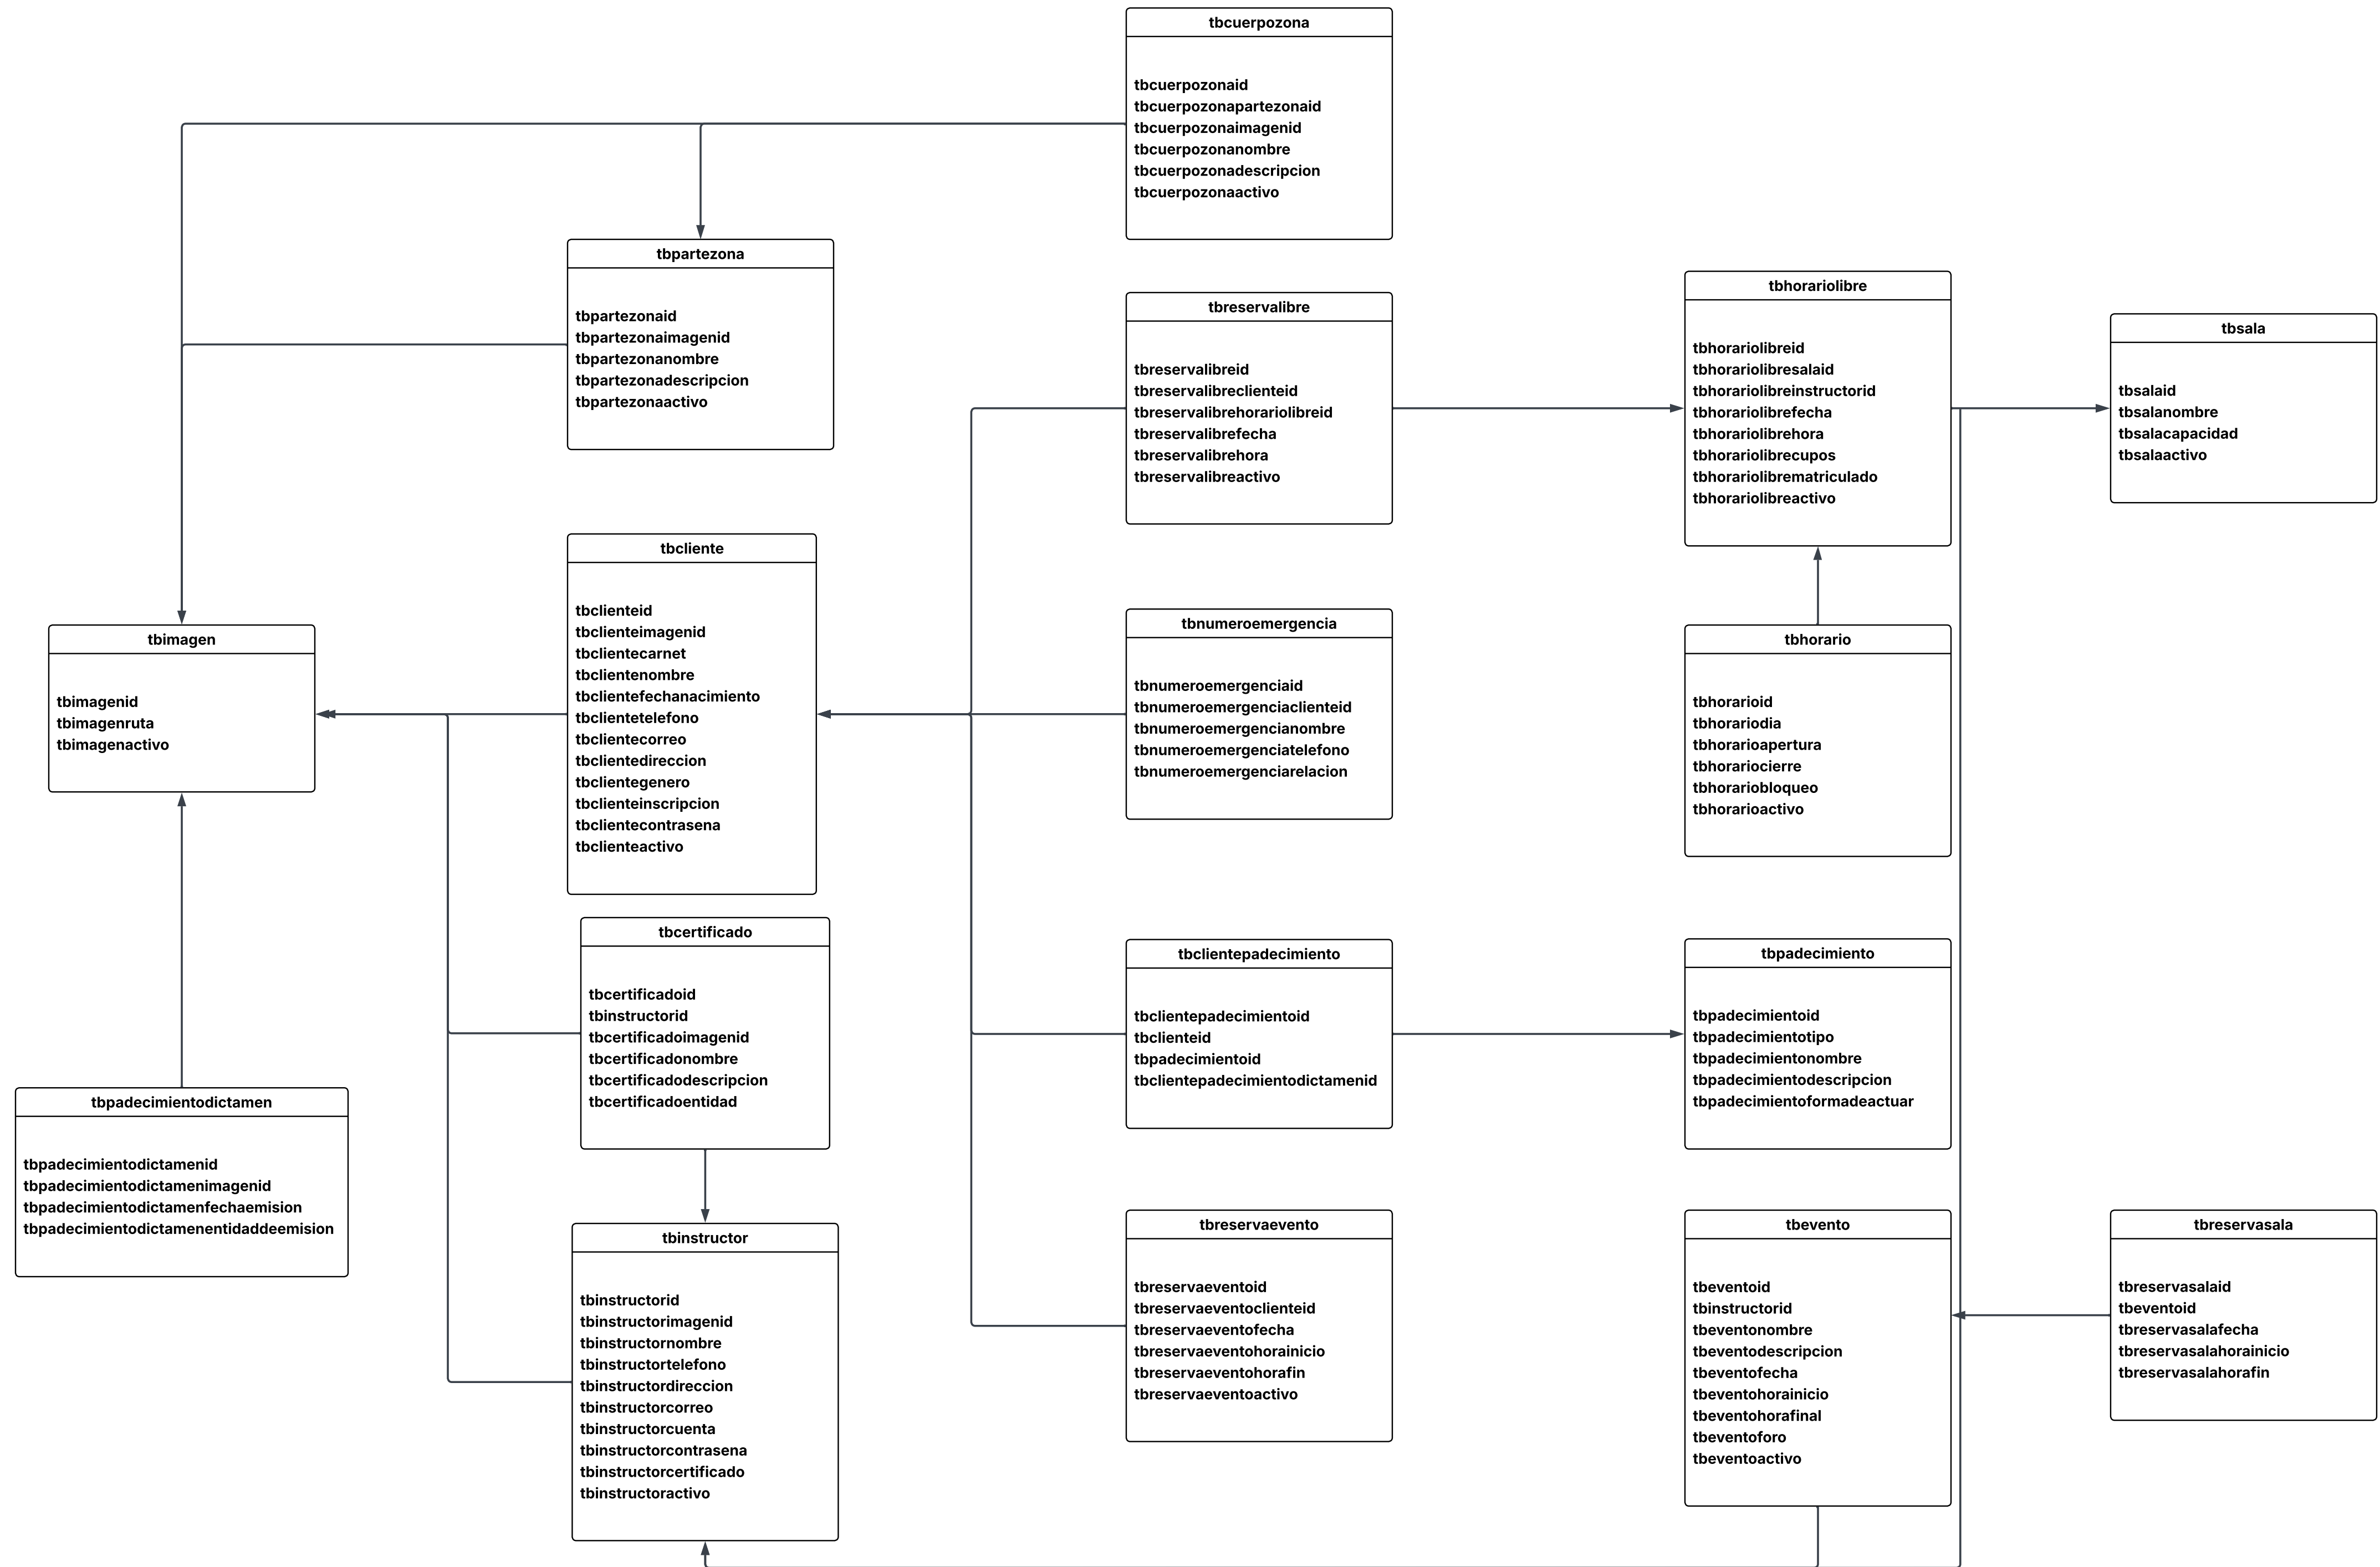 tbcuerpozona
tbcuerpozonaid
tbcuerpozonapartezonaid
tbcuerpozonaimagenid
tbcuerpozonanombre
tbcuerpozonadescripcion
tbcuerpozonaactivo
tbpartezona
tbpartezonaid
tbpartezonaimagenid
tbpartezonanombre
tbpartezonadescripcion
tbpartezonaactivo
tbreservalibre
tbreservalibreid
tbreservalibreclienteid
tbreservalibrehorariolibreid
tbreservalibrefecha
tbreservalibrehora
tbreservalibreactivo
tbhorariolibre
tbhorariolibreid
tbhorariolibresalaid
tbhorariolibreinstructorid
tbhorariolibrefecha
tbhorariolibrehora
tbhorariolibrecupos
tbhorariolibrematriculado
tbhorariolibreactivo
tbsala
tbsalaid
tbsalanombre
tbsalacapacidad
tbsalaactivo
tbimagen
tbimagenid
tbimagenruta
tbimagenactivo
tbcliente
tbclienteid
tbclienteimagenid
tbclientecarnet
tbclientenombre
tbclientefechanacimiento
tbclientetelefono
tbclientecorreo
tbclientedireccion
tbclientegenero
tbclienteinscripcion
tbclientecontrasena
tbclienteactivo
tbnumeroemergencia
tbnumeroemergenciaid
tbnumeroemergenciaclienteid
tbnumeroemergencianombre
tbnumeroemergenciatelefono
tbnumeroemergenciarelacion
tbhorario
tbhorarioid
tbhorariodia
tbhorarioapertura
tbhorariocierre
tbhorariobloqueo
tbhorarioactivo
tbpadecimientodictamen
tbpadecimientodictamenid
tbpadecimientodictamenimagenid
tbpadecimientodictamenfechaemision
tbpadecimientodictamenentidaddeemision
tbcertificado
tbcertificadoid
tbinstructorid
tbcertificadoimagenid
tbcertificadonombre
tbcertificadodescripcion
tbcertificadoentidad
tbclientepadecimiento
tbclientepadecimientoid
tbclienteid
tbpadecimientoid
tbclientepadecimientodictamenid
tbpadecimiento
tbpadecimientoid
tbpadecimientotipo
tbpadecimientonombre
tbpadecimientodescripcion
tbpadecimientoformadeactuar
tbinstructor
tbinstructorid
tbinstructorimagenid
tbinstructornombre
tbinstructortelefono
tbinstructordireccion
tbinstructorcorreo
tbinstructorcuenta
tbinstructorcontrasena
tbinstructorcertificado
tbinstructoractivo
tbreservaevento
tbreservaeventoid
tbreservaeventoclienteid
tbreservaeventofecha
tbreservaeventohorainicio
tbreservaeventohorafin
tbreservaeventoactivo
tbevento
tbeventoid
tbinstructorid
tbeventonombre
tbeventodescripcion
tbeventofecha
tbeventohorainicio
tbeventohorafinal
tbeventoforo
tbeventoactivo
tbreservasala
tbreservasalaid
tbeventoid
tbreservasalafecha
tbreservasalahorainicio
tbreservasalahorafin